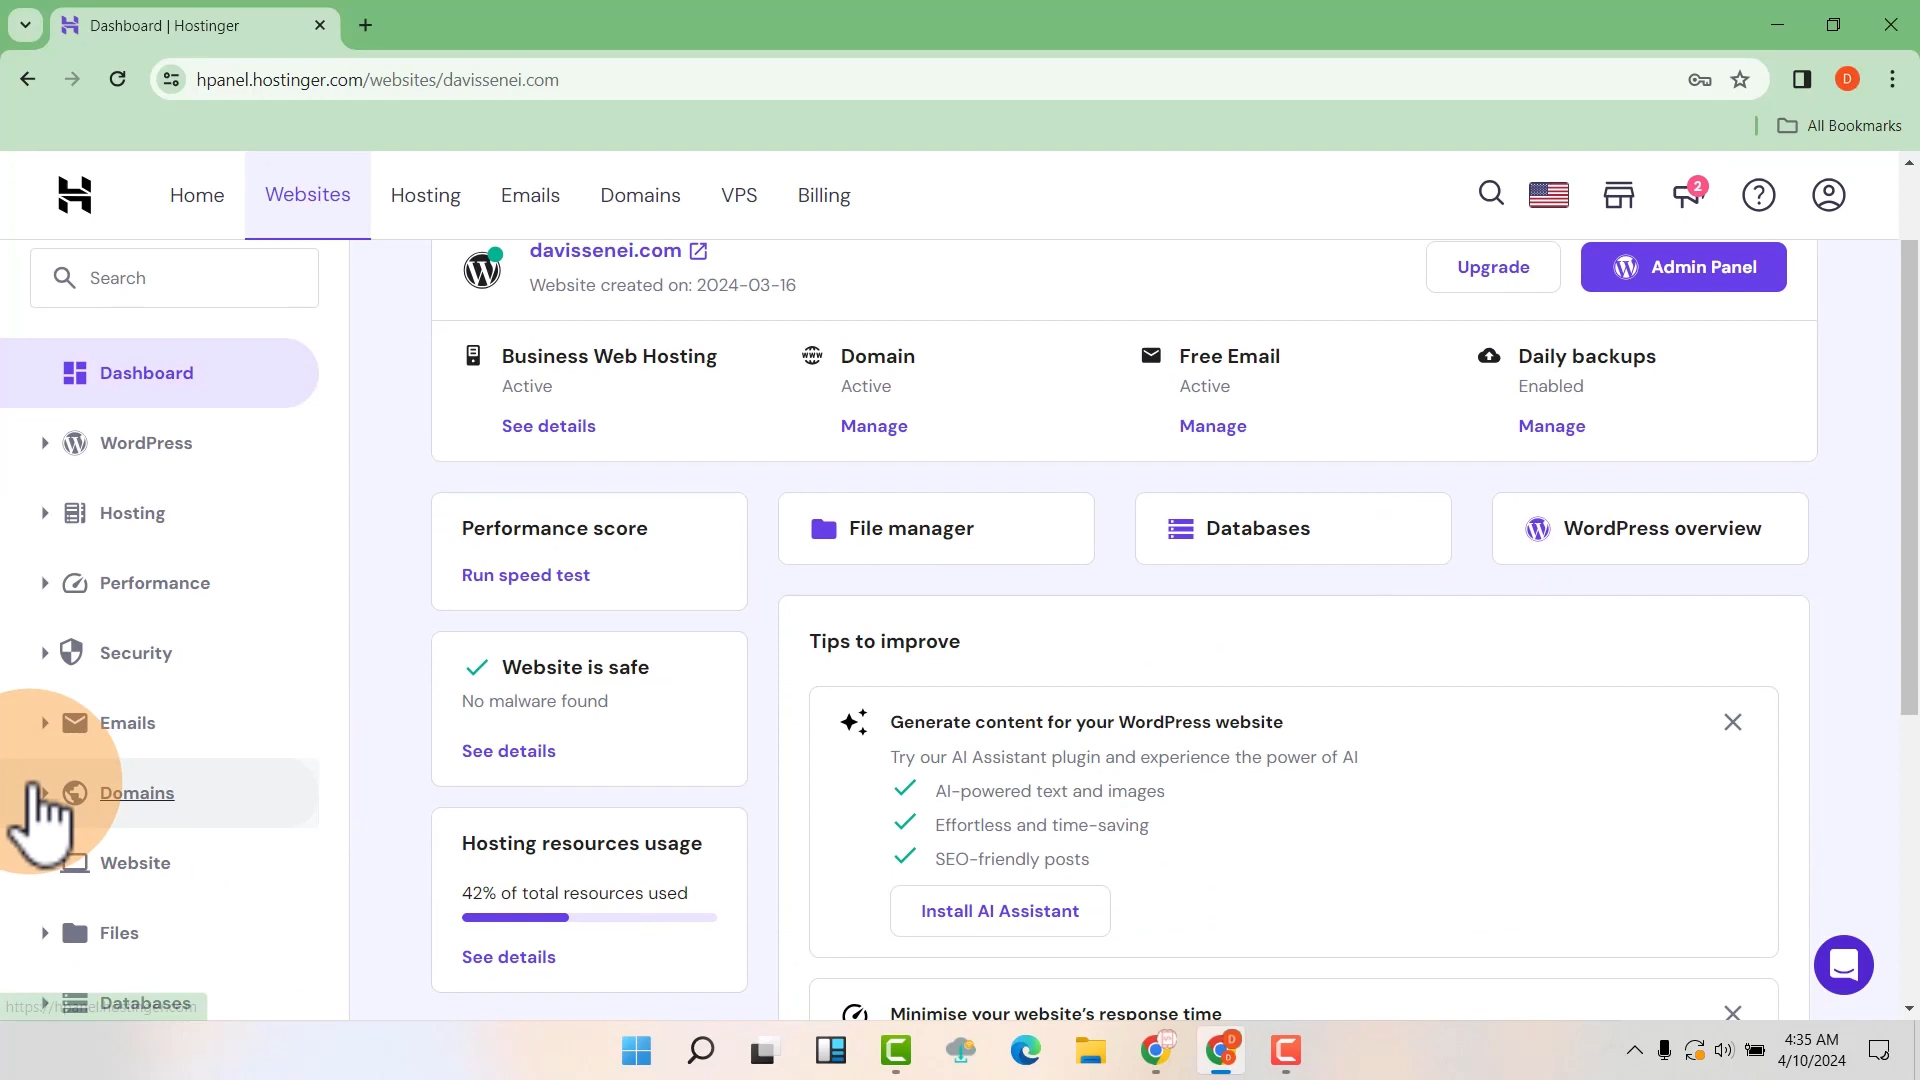 Dashboard | Hostinger
hpanel.hostinger.com/websites/davissenei.com
D
All Bookmarks
Home
Websites
Hosting
Emails
Domains
VPS
Billing
2
Search
davissenei.com
Website created on: 2024-03-16
Upgrade
Admin Panel
Dashboard
WordPress
Hosting
Performance
Security
Emails
Domains
Website
Files
Databases
https://hpanel.hostinger.com
Business Web Hosting
Active
See details
Domain
Active
Manage
Free Email
Active
Manage
Daily backups
Enabled
Manage
Performance score
Run speed test
File manager
Databases
WordPress overview
Website is safe
No malware found
See details
Hosting resources usage
42% of total resources used
See details
Tips to improve
Generate content for your WordPress website
Try our AI Assistant plugin and experience the power of AI
AI-powered text and images
Effortless and time-saving
SEO-friendly posts
Install AI Assistant
Minimise your website's response time
4:35 AM
4/10/2024